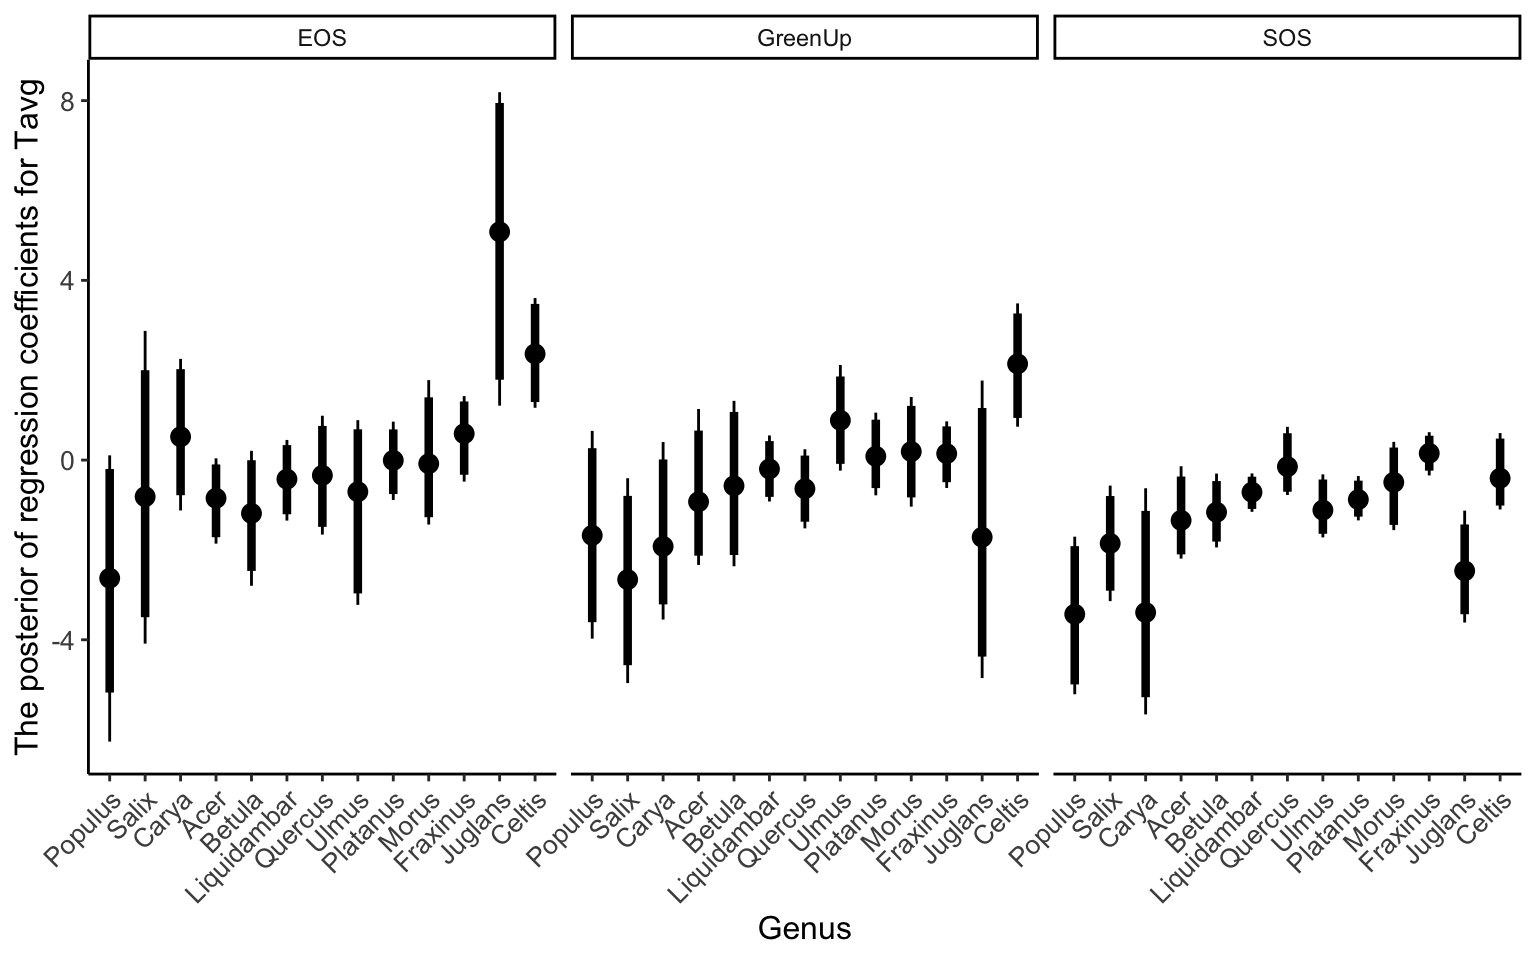 EOS
GreenUp
SOS
The posterior of regression coefficients for Tavg
8
4
0
-4
Populus
Salix
Carya
Acer
Betula
Liquidambar
Quercus
Ulmus
Platanus
Morus
Fraxinus
Juglans
Celtis
Populus
Salix
Carya
Acer
Betula
Liquidambar
Quercus
Ulmus
Platanus
Morus
Fraxinus
Juglans
Celtis
Populus
Salix
Carya
Acer
Betula
Liquidambar
Quercus
Ulmus
Platanus
Morus
Fraxinus
Juglans
Celtis
Genus